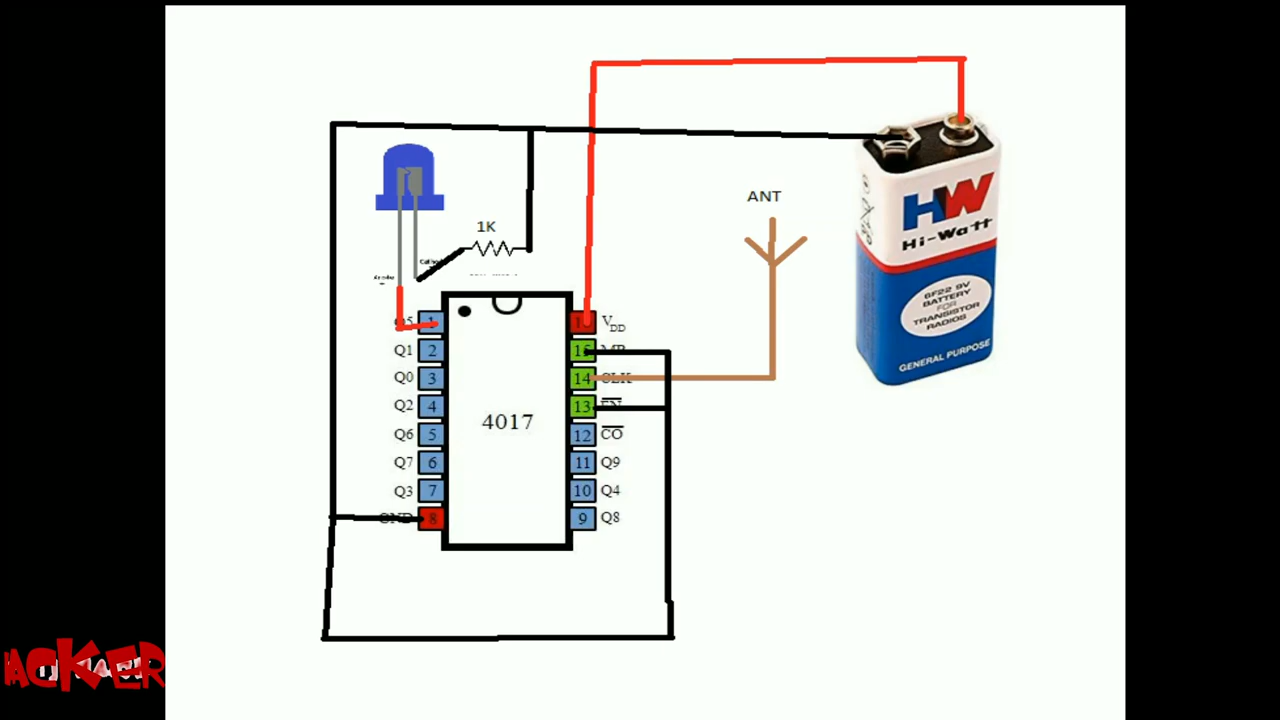 ANT
1K
HW
Hi-Watt
6F22 9V
BATTERY
FOR
TRANSISTOR
RADIOS
GENERAL PURPOSE
Q5 1
Q1 2
Q0 3
Q2 4
Q6 5
Q7 6
Q3 7
GND 8
4017
VDD
15 MR
14 CLK
13 EN
12 CO
11 Q9
10 Q4
9 Q8